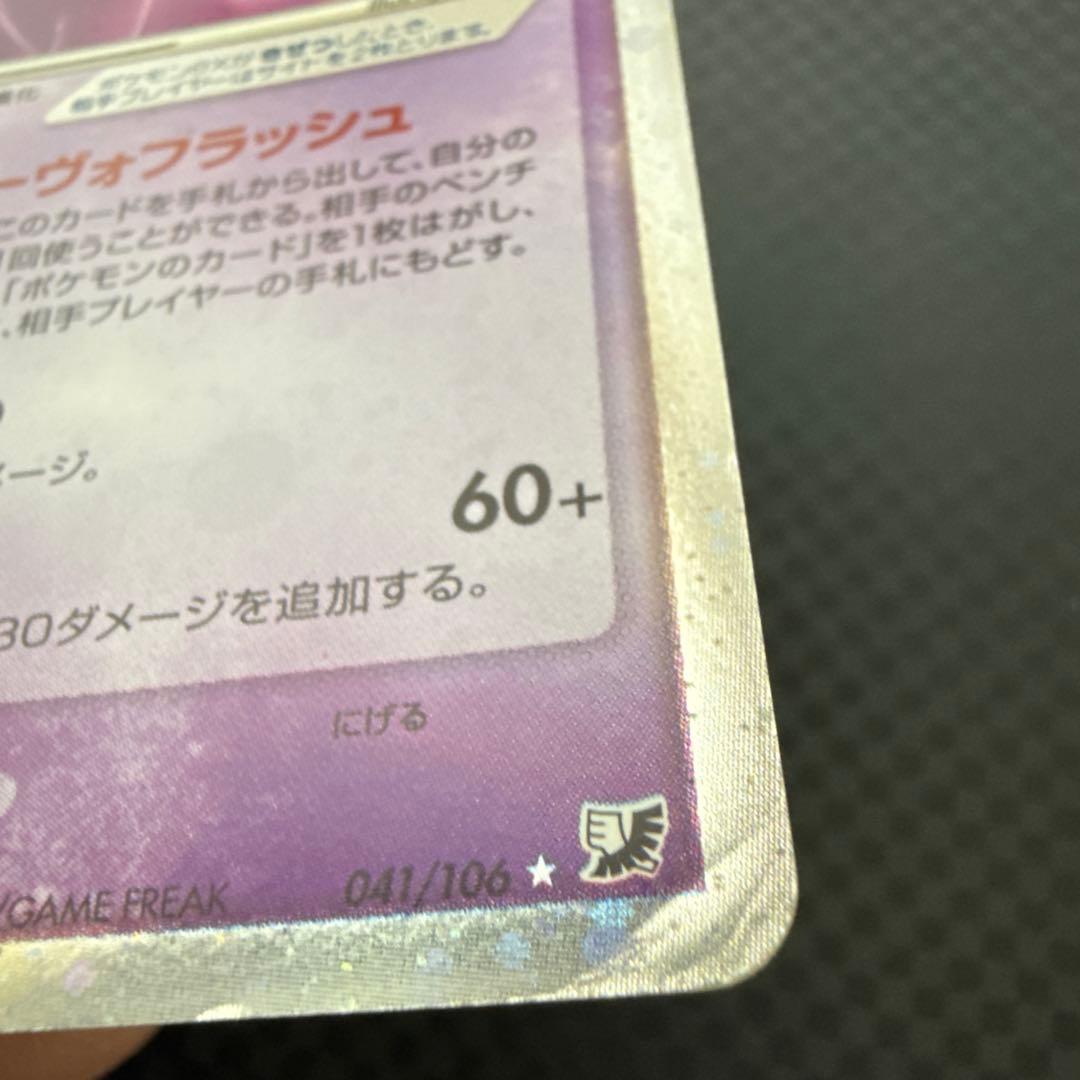 進化
ポケモンのexがきぜつしたとき、
相手プレイヤーはサイドを2枚とります。
ーヴォフラッシュ
このカードを手札から出して、自分の
1回使うことができる。相手のベンチ
「ポケモンのカード」を1枚はがし、
、相手プレイヤーの手札にもどす。
メージ。
60+
30ダメージを追加する。
にげる
/GAME FREAK 041/106